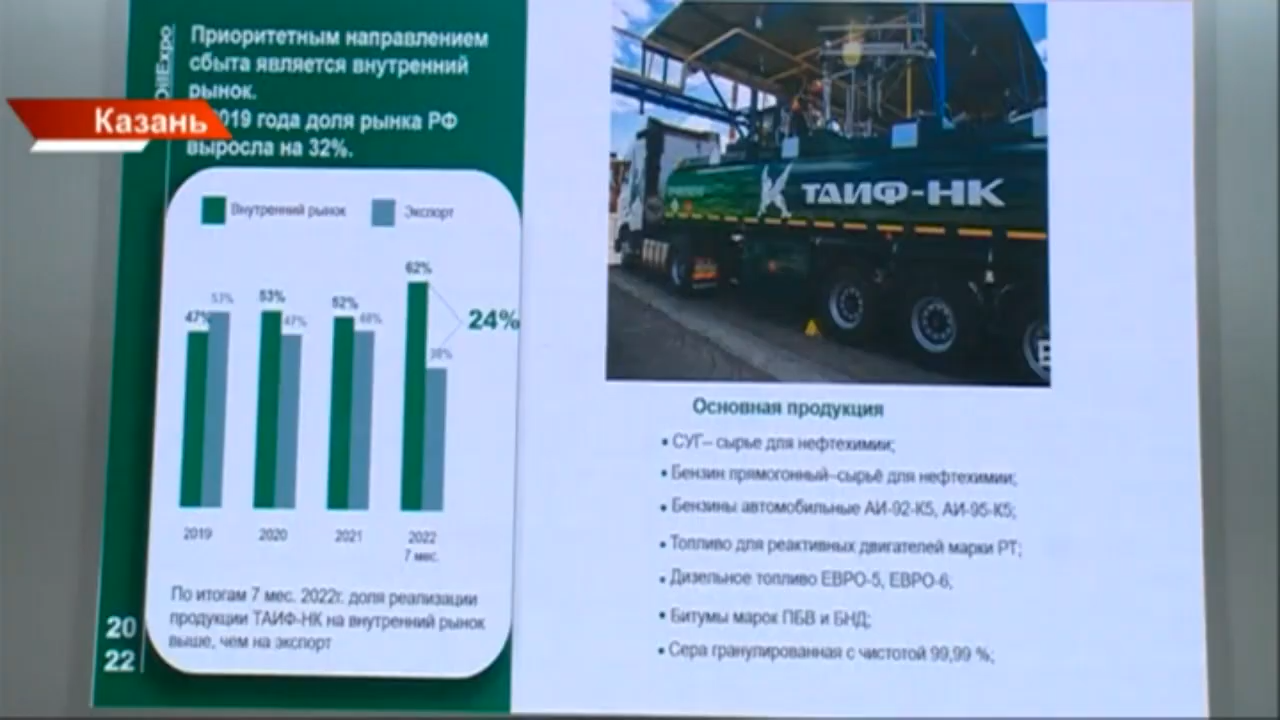 OilExpo
Приоритетным направлением
сбыта является внутренний
рынок.
Казань
019 года доля рынка РФ
выросла на 32%.
Внутренний рынок
Экспорт
47%
53%
53%
47%
52%
48%
62%
38%
24%
2019
2020
2021
2022
7 мес.
По итогам 7 мес. 2022г. доля реализации
продукции ТАИФ-НК на внутренний рынок
выше, чем на экспорт
20
22
ТАИФ-НК
Основная продукция
• СУГ– сырье для нефтехимии;
• Бензин прямогонный–сырьё для нефтехимии;
• Бензины автомобильные АИ-92-К5, АИ-95-К5;
• Топливо для реактивных двигателей марки РТ;
• Дизельное топливо ЕВРО-5, ЕВРО-6.
• Битумы марок ПБВ и БНД;
• Сера гранулированная с чистотой 99,99 %;